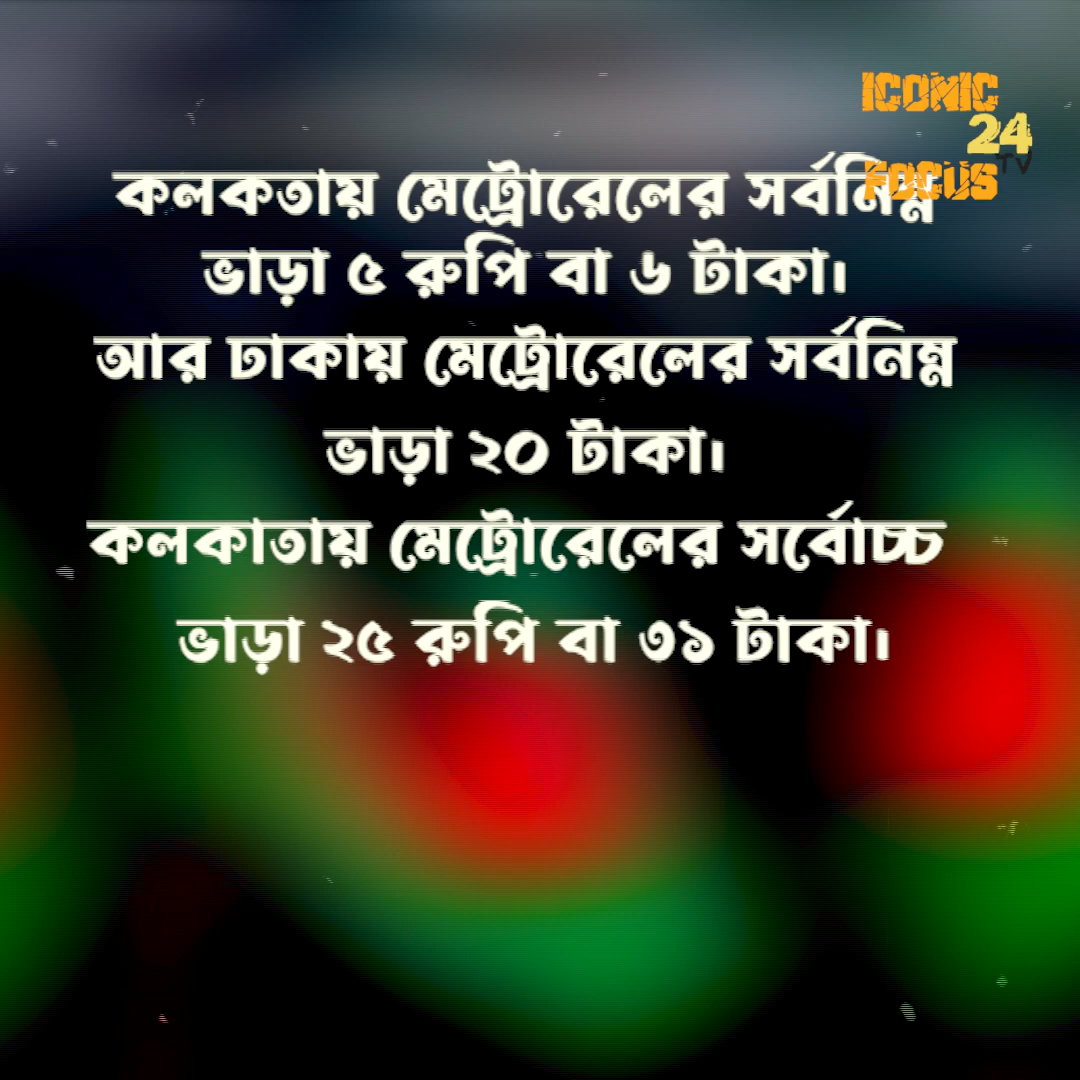 ICONIC
24
TV
FOCUS
কলকতায় মেট্রোরেলের সর্বনিম্ন
ভাড়া ৫ রুপি বা ৬ টাকা।
আর ঢাকায় মেট্রোরেলের সর্বনিম্ন
ভাড়া ২০ টাকা।
কলকাতায় মেট্রোরেলের সর্বোচ্চ
ভাড়া ২৫ রুপি বা ৩১ টাকা।